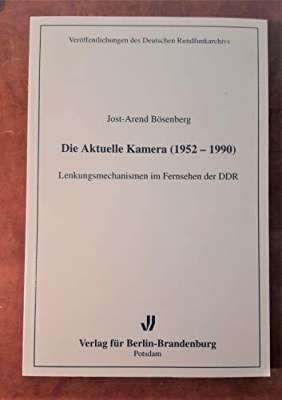 Veröffentlichungen des Deutschen Rundfunkarchivs
Jost-Arend Bösenberg
Die Aktuelle Kamera (1952 – 1990)
Lenkungsmechanismen im Fernsehen der DDR
Verlag für Berlin-Brandenburg
Potsdam